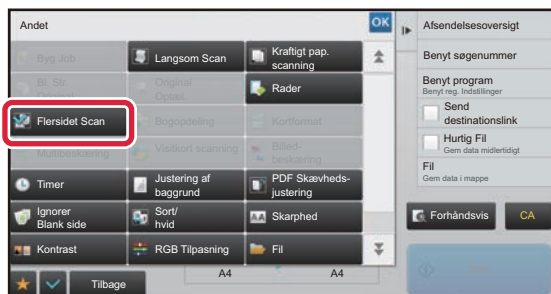 Andet
OK
Byg Job
Langsom Scan
Kraftigt pap.
scanning
Bl. Str.
Original
Original
Optæl.
Rader
Flersidet Scan
Bogopdeling
Kortformat
Multibeskæring
Visitkort scanning
Billed-
beskæring
Timer
Justering af
baggrund
PDF Skævheds-
justering
Ignorer
Blank side
Sort/
hvid
Skarphed
Kontrast
RGB Tilpasning
Fil
Tilbage
A4
A4
Afsendelsesoversigt
Benyt søgenummer
Benyt program
Benyt reg. Indstillinger
Send
destinationslink
Hurtig Fil
Gem data midlertidigt
Fil
Gem data i mappe
Forhåndsvis
CA